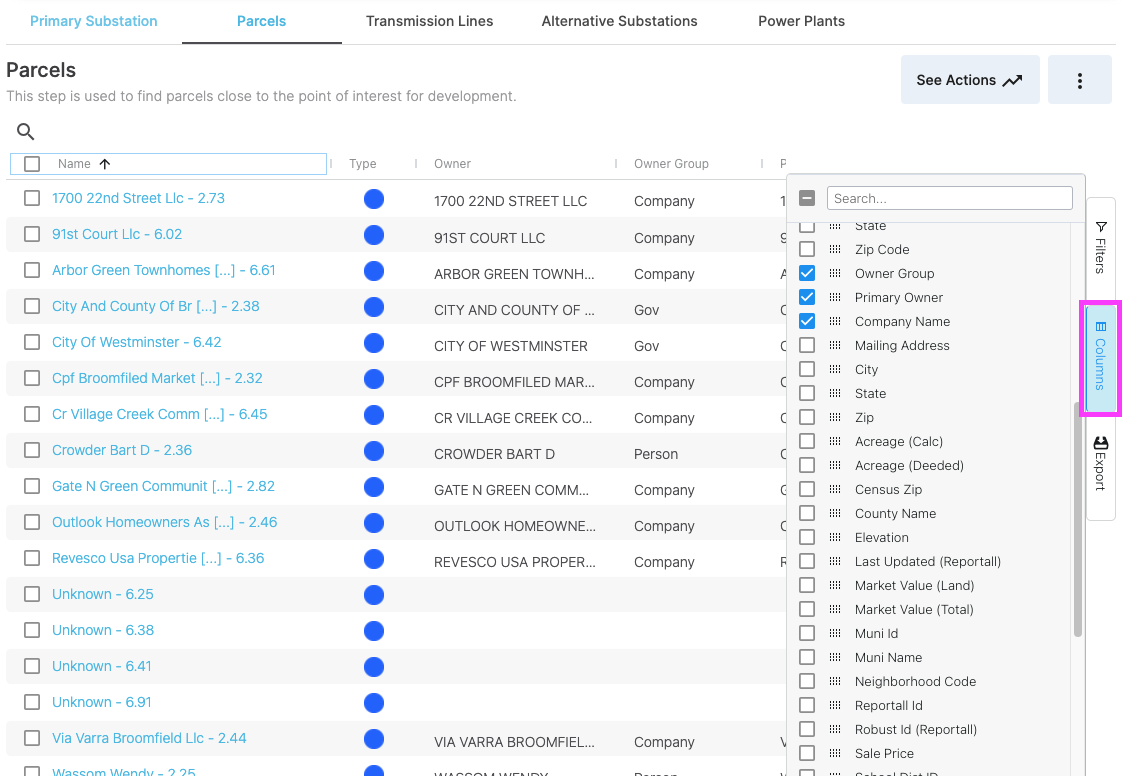 Primary Substation
Parcels
Transmission Lines
Alternative Substations
Power Plants
Parcels
See Actions
This step is used to find parcels close to the point of interest for development.
Name Type Owner Owner Group P
1700 22nd Street Llc - 2.73 1700 22ND STREET LLC Company 1
91st Court Llc - 6.02 91ST COURT LLC Company 9
Arbor Green Townhomes [...] - 6.61 ARBOR GREEN TOWNH... Company A
City And County Of Br [...] - 2.38 CITY AND COUNTY OF ... Gov
City Of Westminster - 6.42 CITY OF WESTMINSTER Gov
Cpf Broomfiled Market [...] - 2.32 CPF BROOMFILED MAR... Company
Cr Village Creek Comm [...] - 6.45 CR VILLAGE CREEK CO... Company
Crowder Bart D - 2.36 CROWDER BART D Person
Gate N Green Communit [...] - 2.82 GATE N GREEN COMM... Company
Outlook Homeowners As [...] - 2.46 OUTLOOK HOMEOWNE... Company
Revesco Usa Propertie [...] - 6.36 REVESCO USA PROPER... Company
Unknown - 6.25
Unknown - 6.38
Unknown - 6.41
Unknown - 6.91
Via Varra Broomfield Llc - 2.44 VIA VARRA BROOMFIEL... Company V
Wassom Wendy - 2.25 WASSOM WENDY Person
Search...
State
Zip Code
Owner Group
Primary Owner
Company Name
Mailing Address
City
State
Zip
Acreage (Calc)
Acreage (Deeded)
Census Zip
County Name
Elevation
Last Updated (Reportall)
Market Value (Land)
Market Value (Total)
Muni Id
Muni Name
Neighborhood Code
Reportall Id
Robust Id (Reportall)
Sale Price
School Dist ID
Filters
Columns
Export